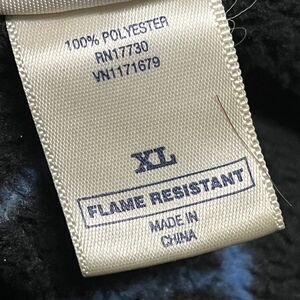 100% POLYESTER
RN17730
VN1171679
XL
FLAME RESISTANT
MADE IN
CHINA